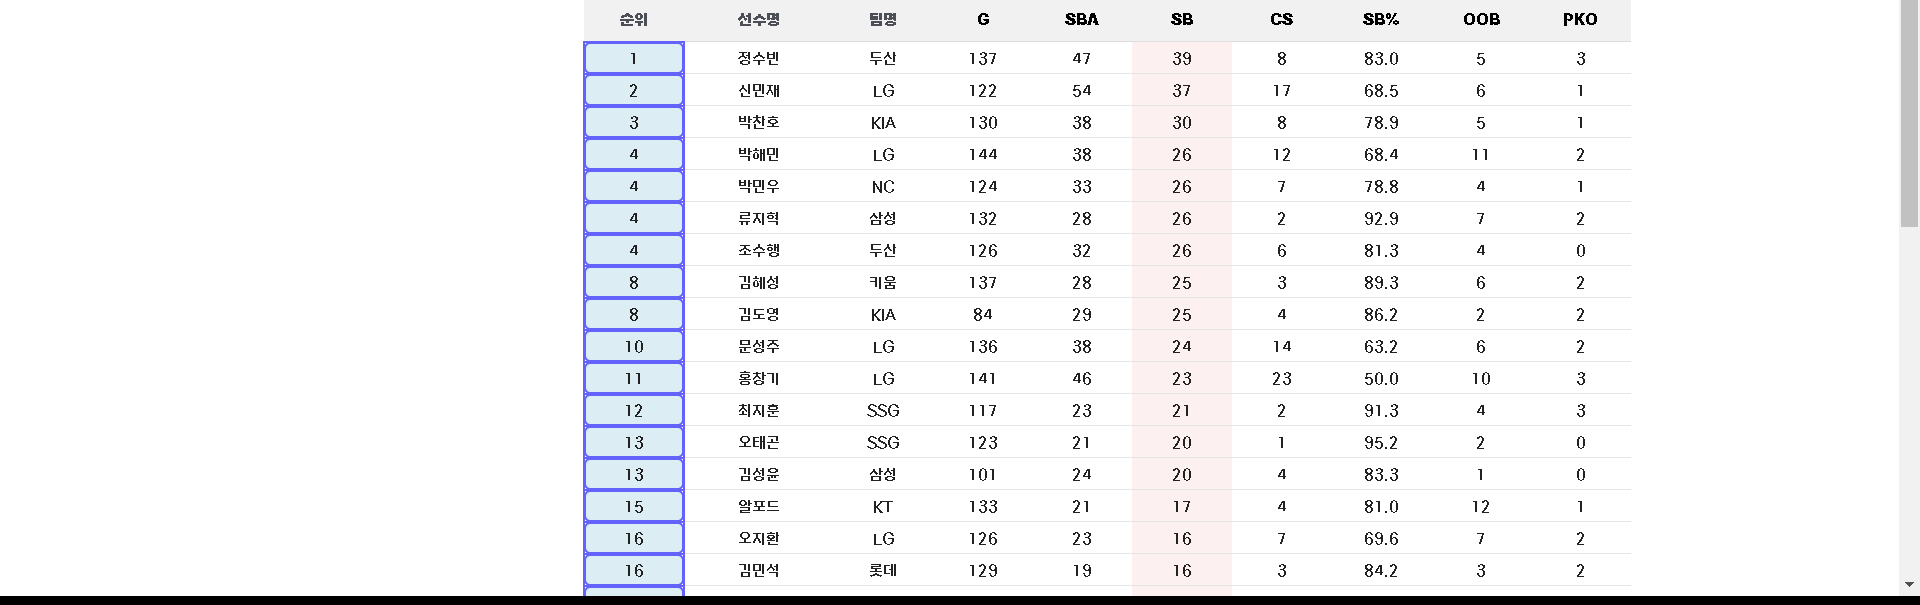 순위 선수명 팀명 G SBA SB CS SB% OOB PKO
1 정수빈 두산 137 47 39 8 83.0 5 3
2 신민재 LG 122 54 37 17 68.5 6 1
3 박찬호 KIA 130 38 30 8 78.9 5 1
4 박해민 LG 144 38 26 12 68.4 11 2
4 박민우 NC 124 33 26 7 78.8 4 1
4 류지혁 삼성 132 28 26 2 92.9 7 2
4 조수행 두산 126 32 26 6 81.3 4 0
8 김혜성 키움 137 28 25 3 89.3 6 2
8 김도영 KIA 84 29 25 4 86.2 2 2
10 문성주 LG 136 38 24 14 63.2 6 2
11 홍창기 LG 141 46 23 23 50.0 10 3
12 최지훈 SSG 117 23 21 2 91.3 4 3
13 오태곤 SSG 123 21 20 1 95.2 2 0
13 김성윤 삼성 101 24 20 4 83.3 1 0
15 알포드 KT 133 21 17 4 81.0 12 1
16 오지환 LG 126 23 16 7 69.6 7 2
16 김민석 롯데 129 19 16 3 84.2 3 2